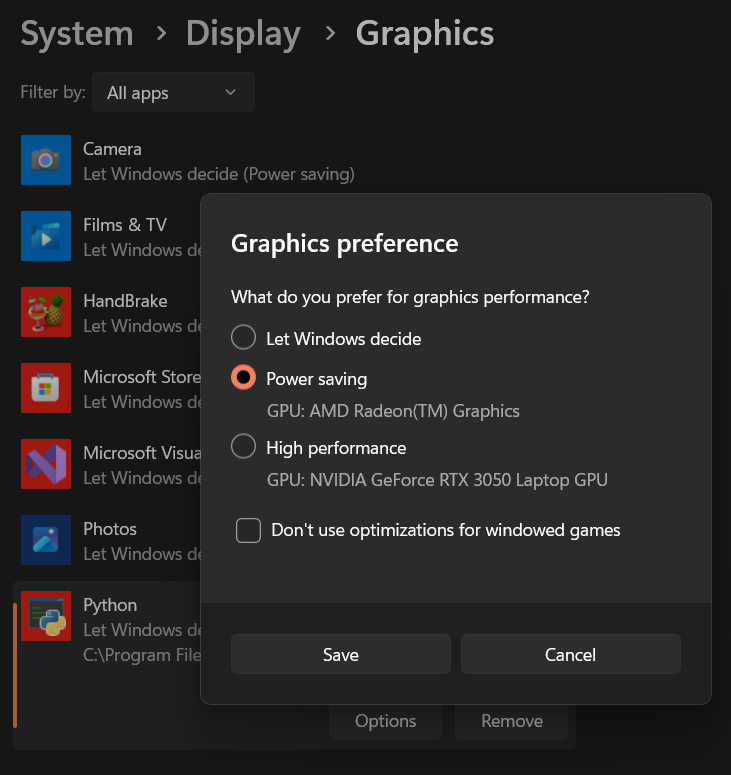 System > Display > Graphics
Filter by: All apps
Camera
Let Windows decide (Power saving)
Films & TV
Let Windows de
HandBrake
Let Windows de
Microsoft Store
Let Windows de
Microsoft Visua
Let Windows de
Photos
Let Windows de
Python
Let Windows de
C:\Program File
Options
Remove
Graphics preference
What do you prefer for graphics performance?
Let Windows decide
Power saving
GPU: AMD Radeon(TM) Graphics
High performance
GPU: NVIDIA GeForce RTX 3050 Laptop GPU
Don't use optimizations for windowed games
Save
Cancel